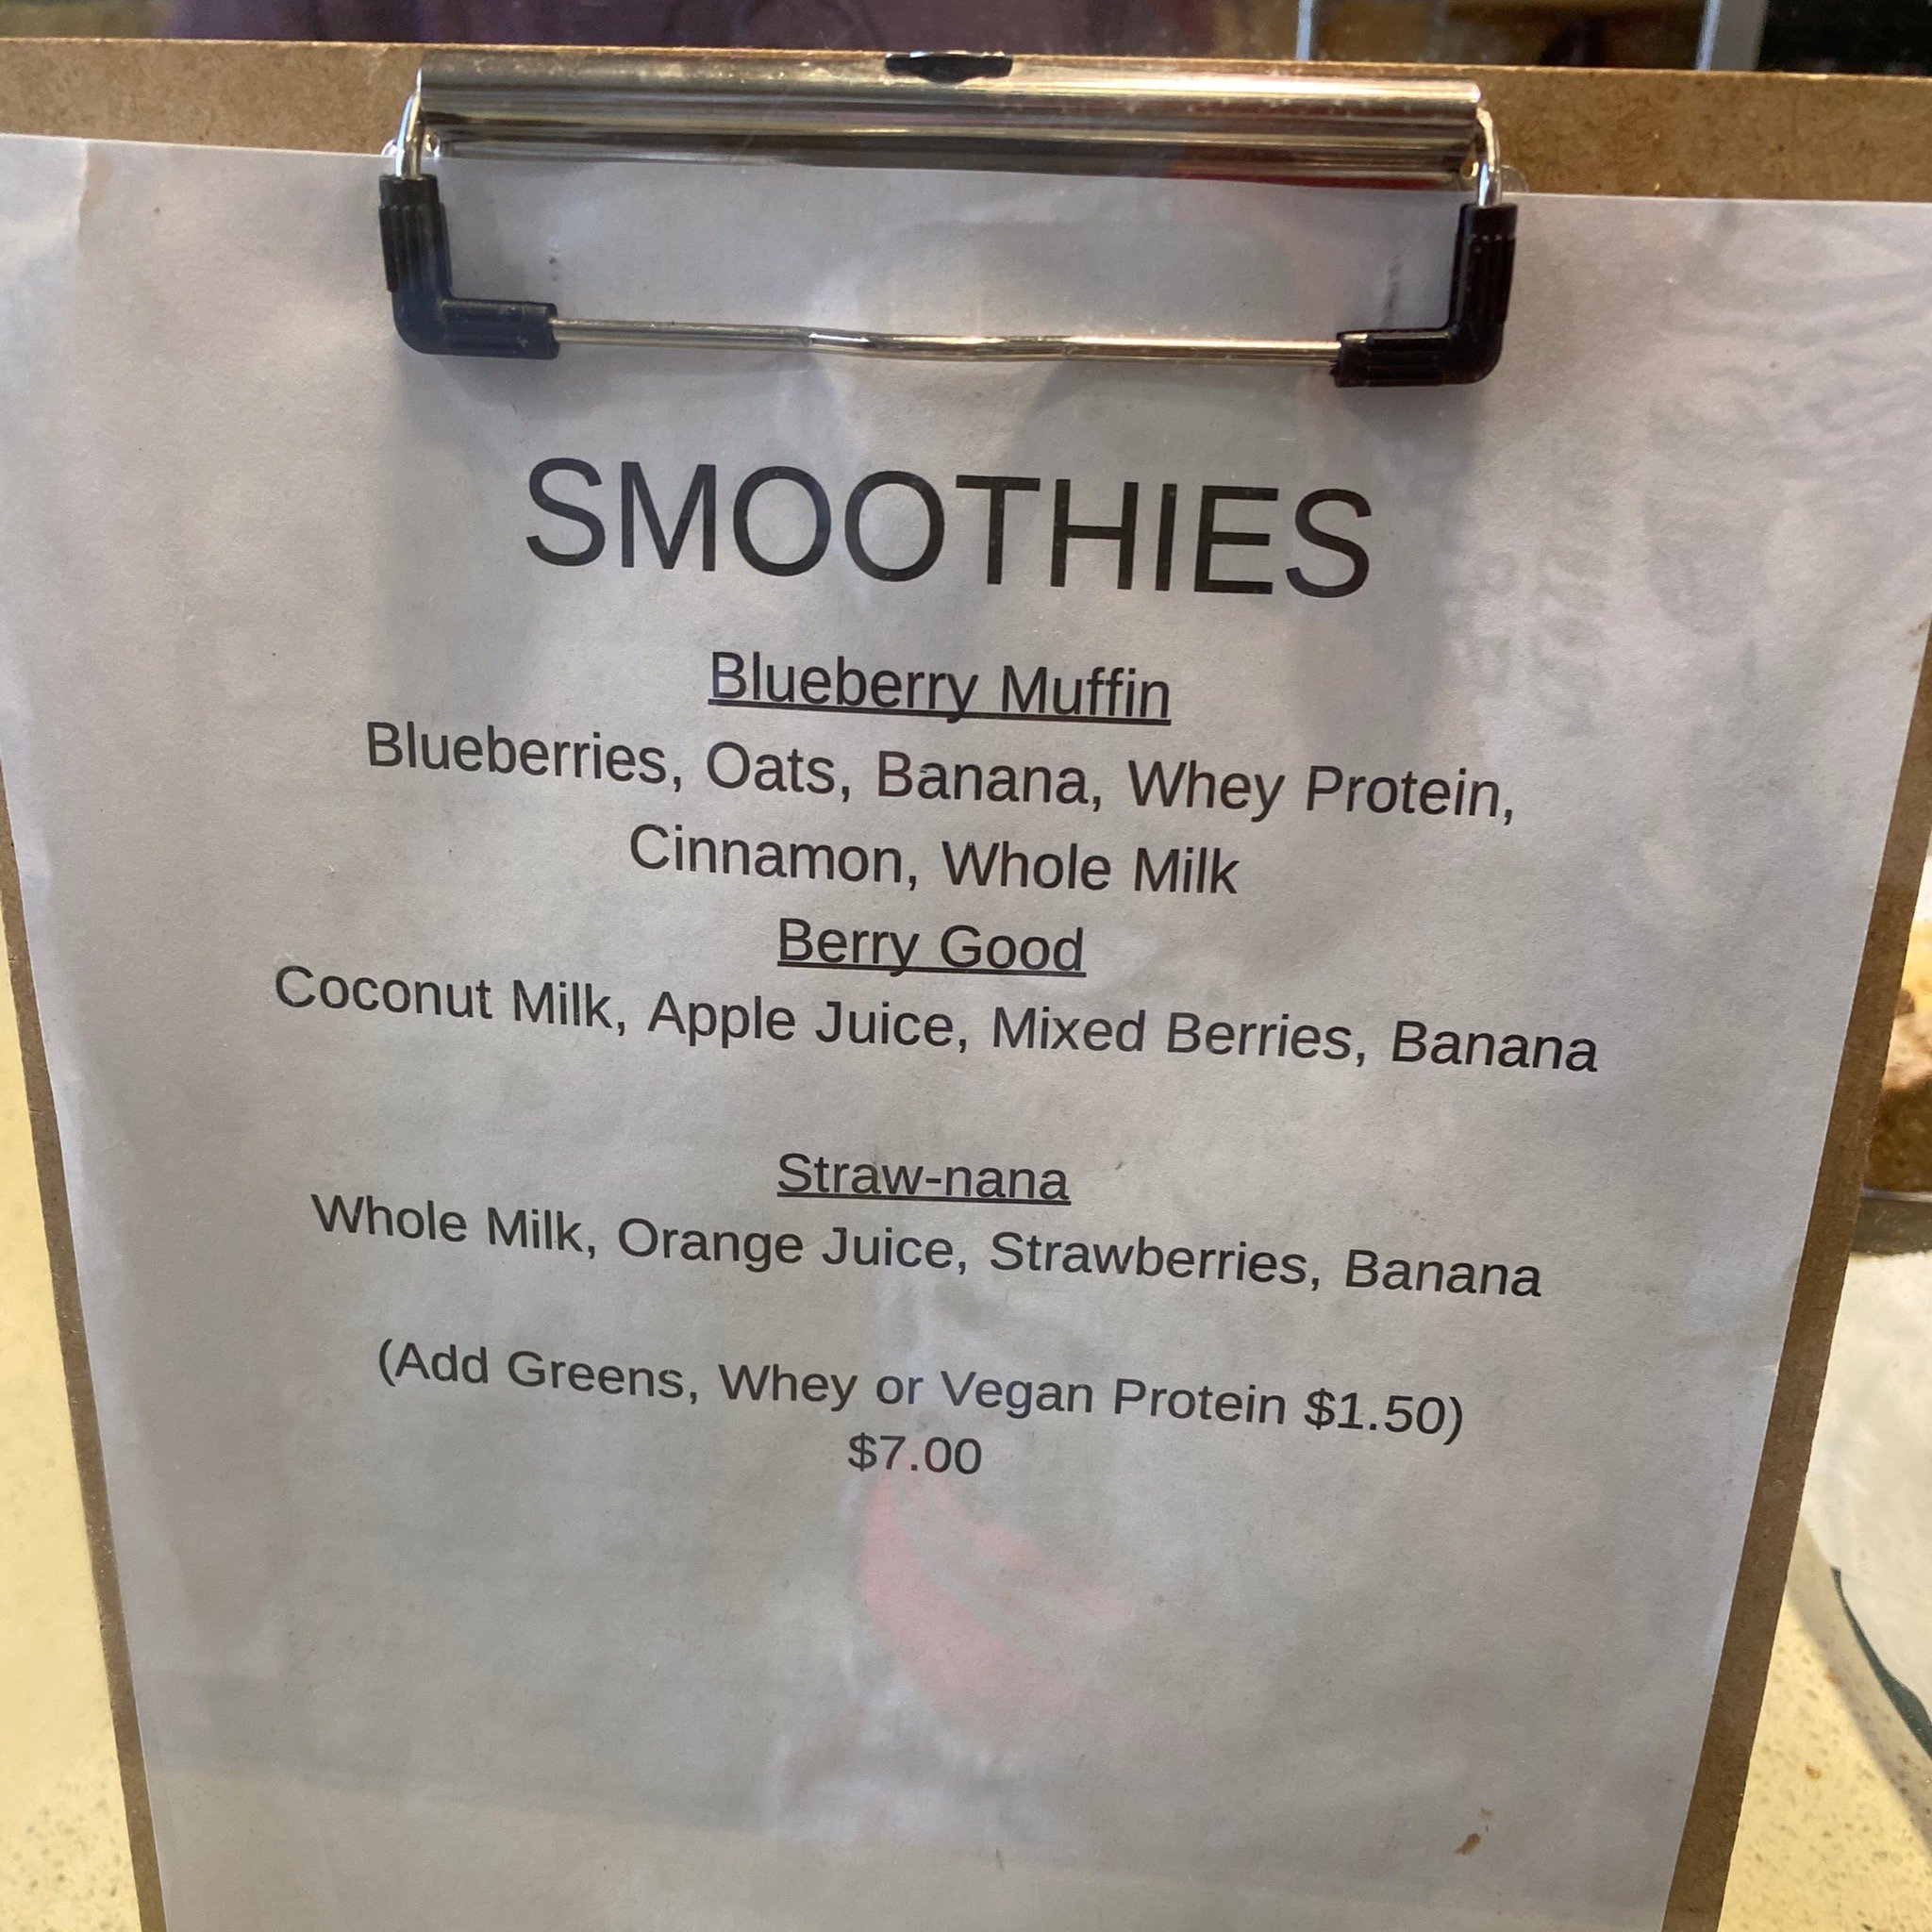 SMOOTHIES
Blueberry Muffin
Blueberries, Oats, Banana, Whey Protein,
Cinnamon, Whole Milk
Berry Good
Coconut Milk, Apple Juice, Mixed Berries, Banana
Straw-nana
Whole Milk, Orange Juice, Strawberries, Banana
(Add Greens, Whey or Vegan Protein $1.50)
$7.00